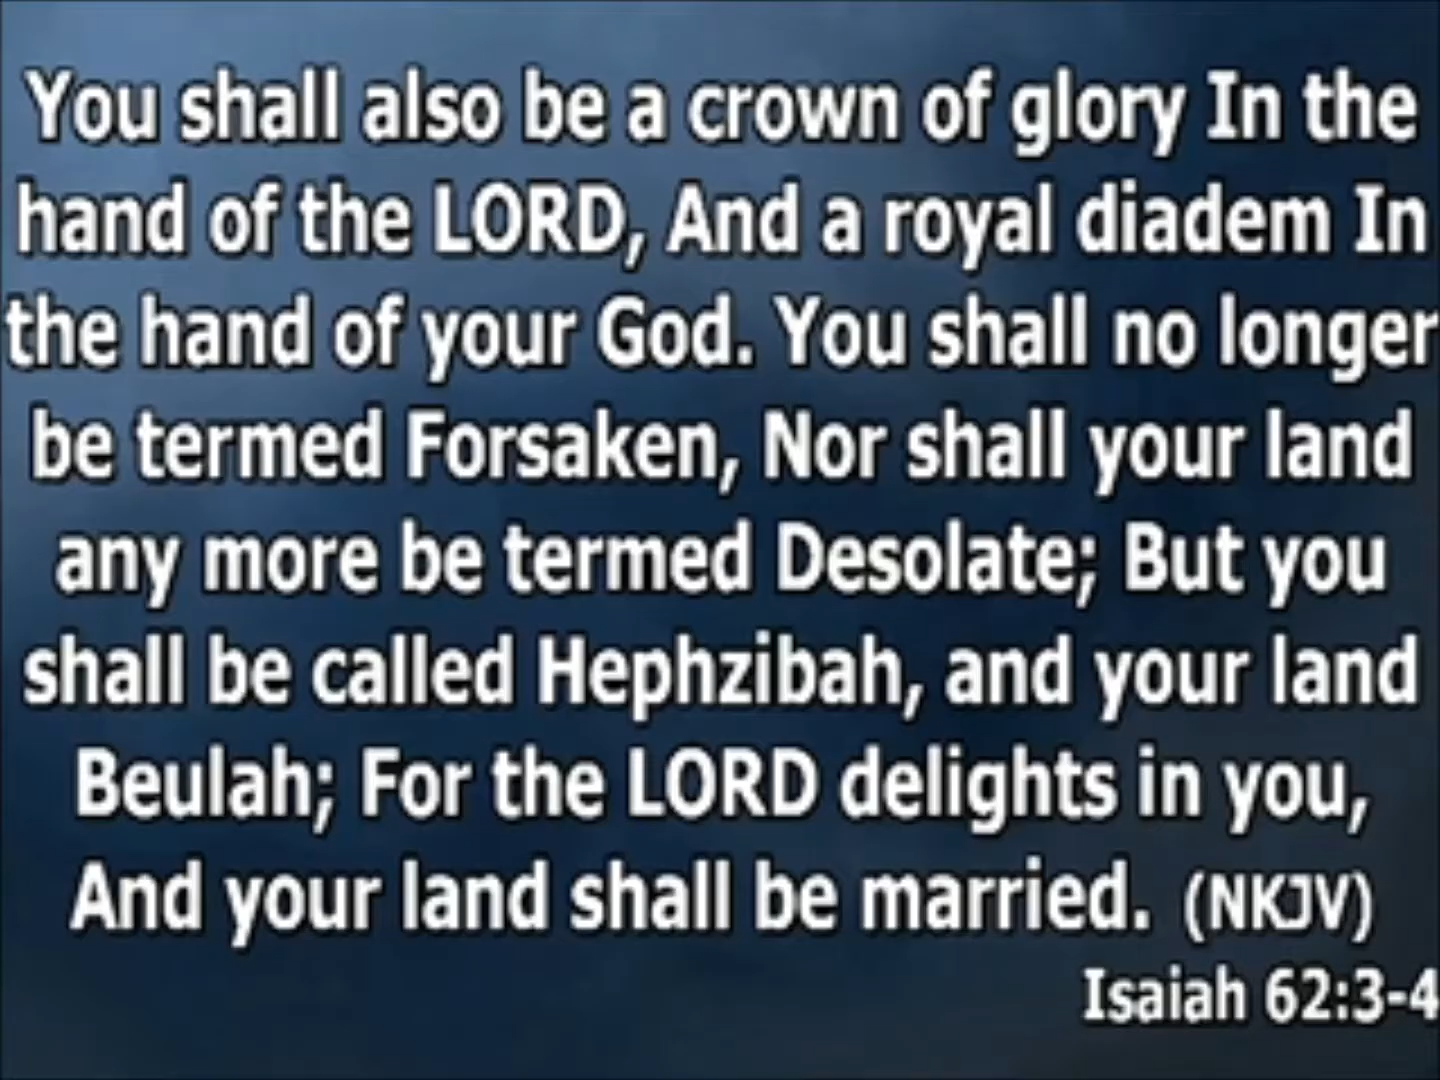 You shall also be a crown of glory In the
hand of the LORD, And a royal diadem In
the hand of your God. You shall no longer
be termed Forsaken, Nor shall your land
any more be termed Desolate; But you
shall be called Hephzibah, and your land
Beulah; For the LORD delights in you,
And your land shall be married. (NKJV)
Isaiah 62:3-4